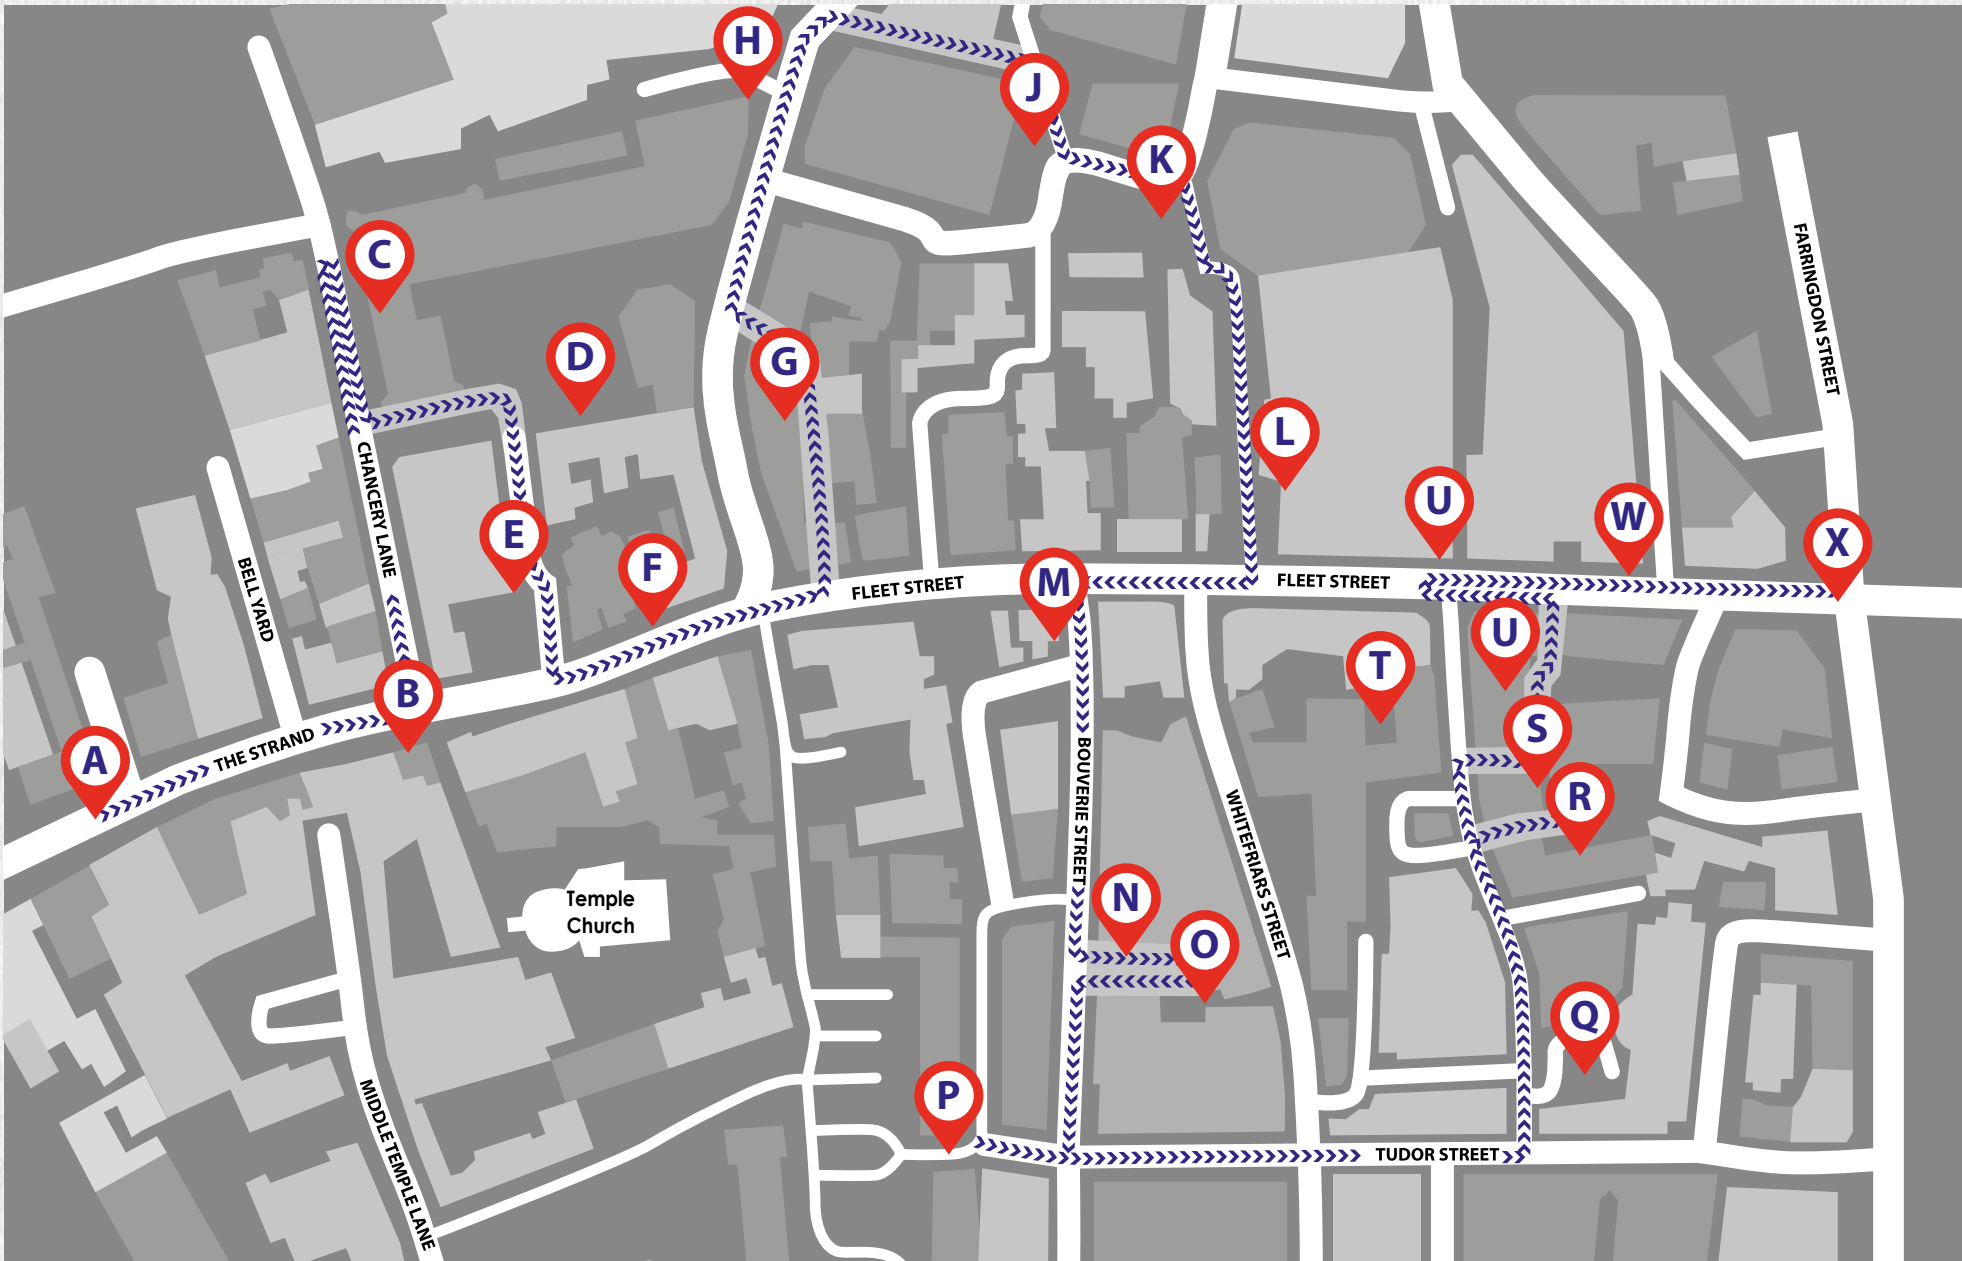 H
J
K
C
FARRINGDON STREET
D
G
L
CHANCERY LANE
U
W
X
E
F
BELL YARD
FLEET STREET
M
FLEET STREET
U
T
B
S
A
THE STRAND
BOUVERIE STREET
WHITEFRIARS STREET
R
Temple
Church
N
O
Q
P
MIDDLE TEMPLE LANE
TUDOR STREET